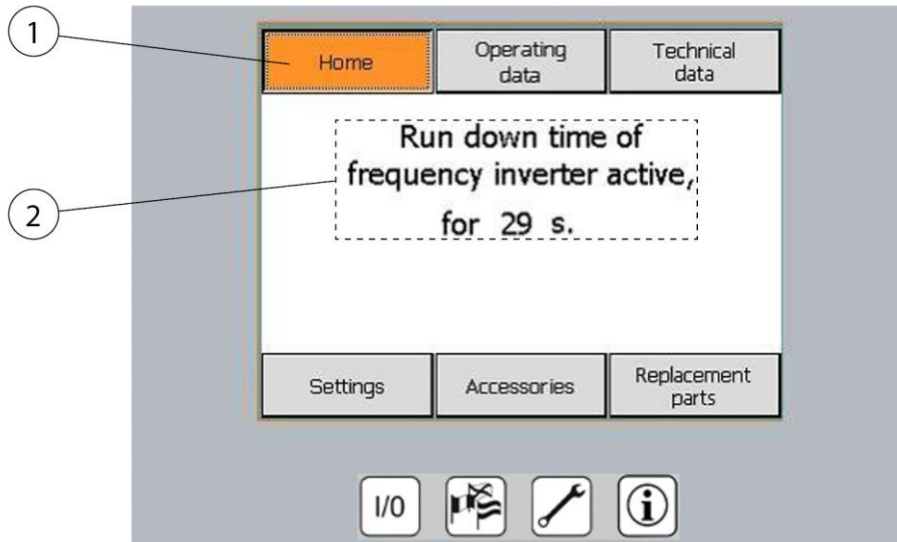 1
Home
Operating
data
Technical
data
Run down time of
frequency inverter active,
for 29 s.
2
Settings
Accessories
Replacement
parts
I/0
i